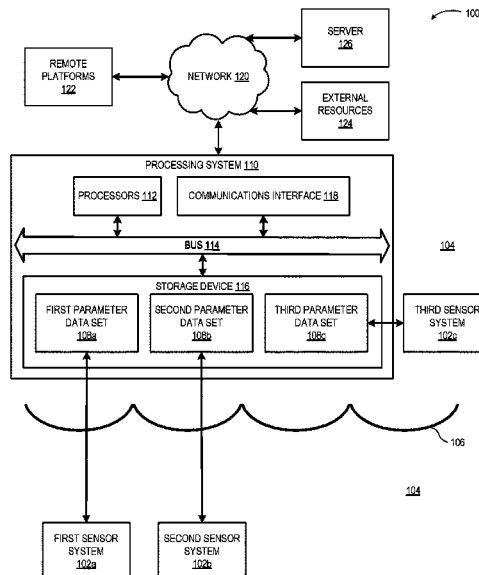 100
SERVER
126
REMOTE
PLATFORMS
122
NETWORK 120
EXTERNAL
RESOURCES
124
PROCESSING SYSTEM 110
PROCESSORS 112
COMMUNICATIONS INTERFACE 118
BUS 114
104
STORAGE DEVICE 116
FIRST PARAMETER
DATA SET
108a
SECOND PARAMETER
DATA SET
108b
THIRD PARAMETER
DATA SET
108c
THIRD SENSOR
SYSTEM
102c
106
104
FIRST SENSOR
SYSTEM
102a
SECOND SENSOR
SYSTEM
102b